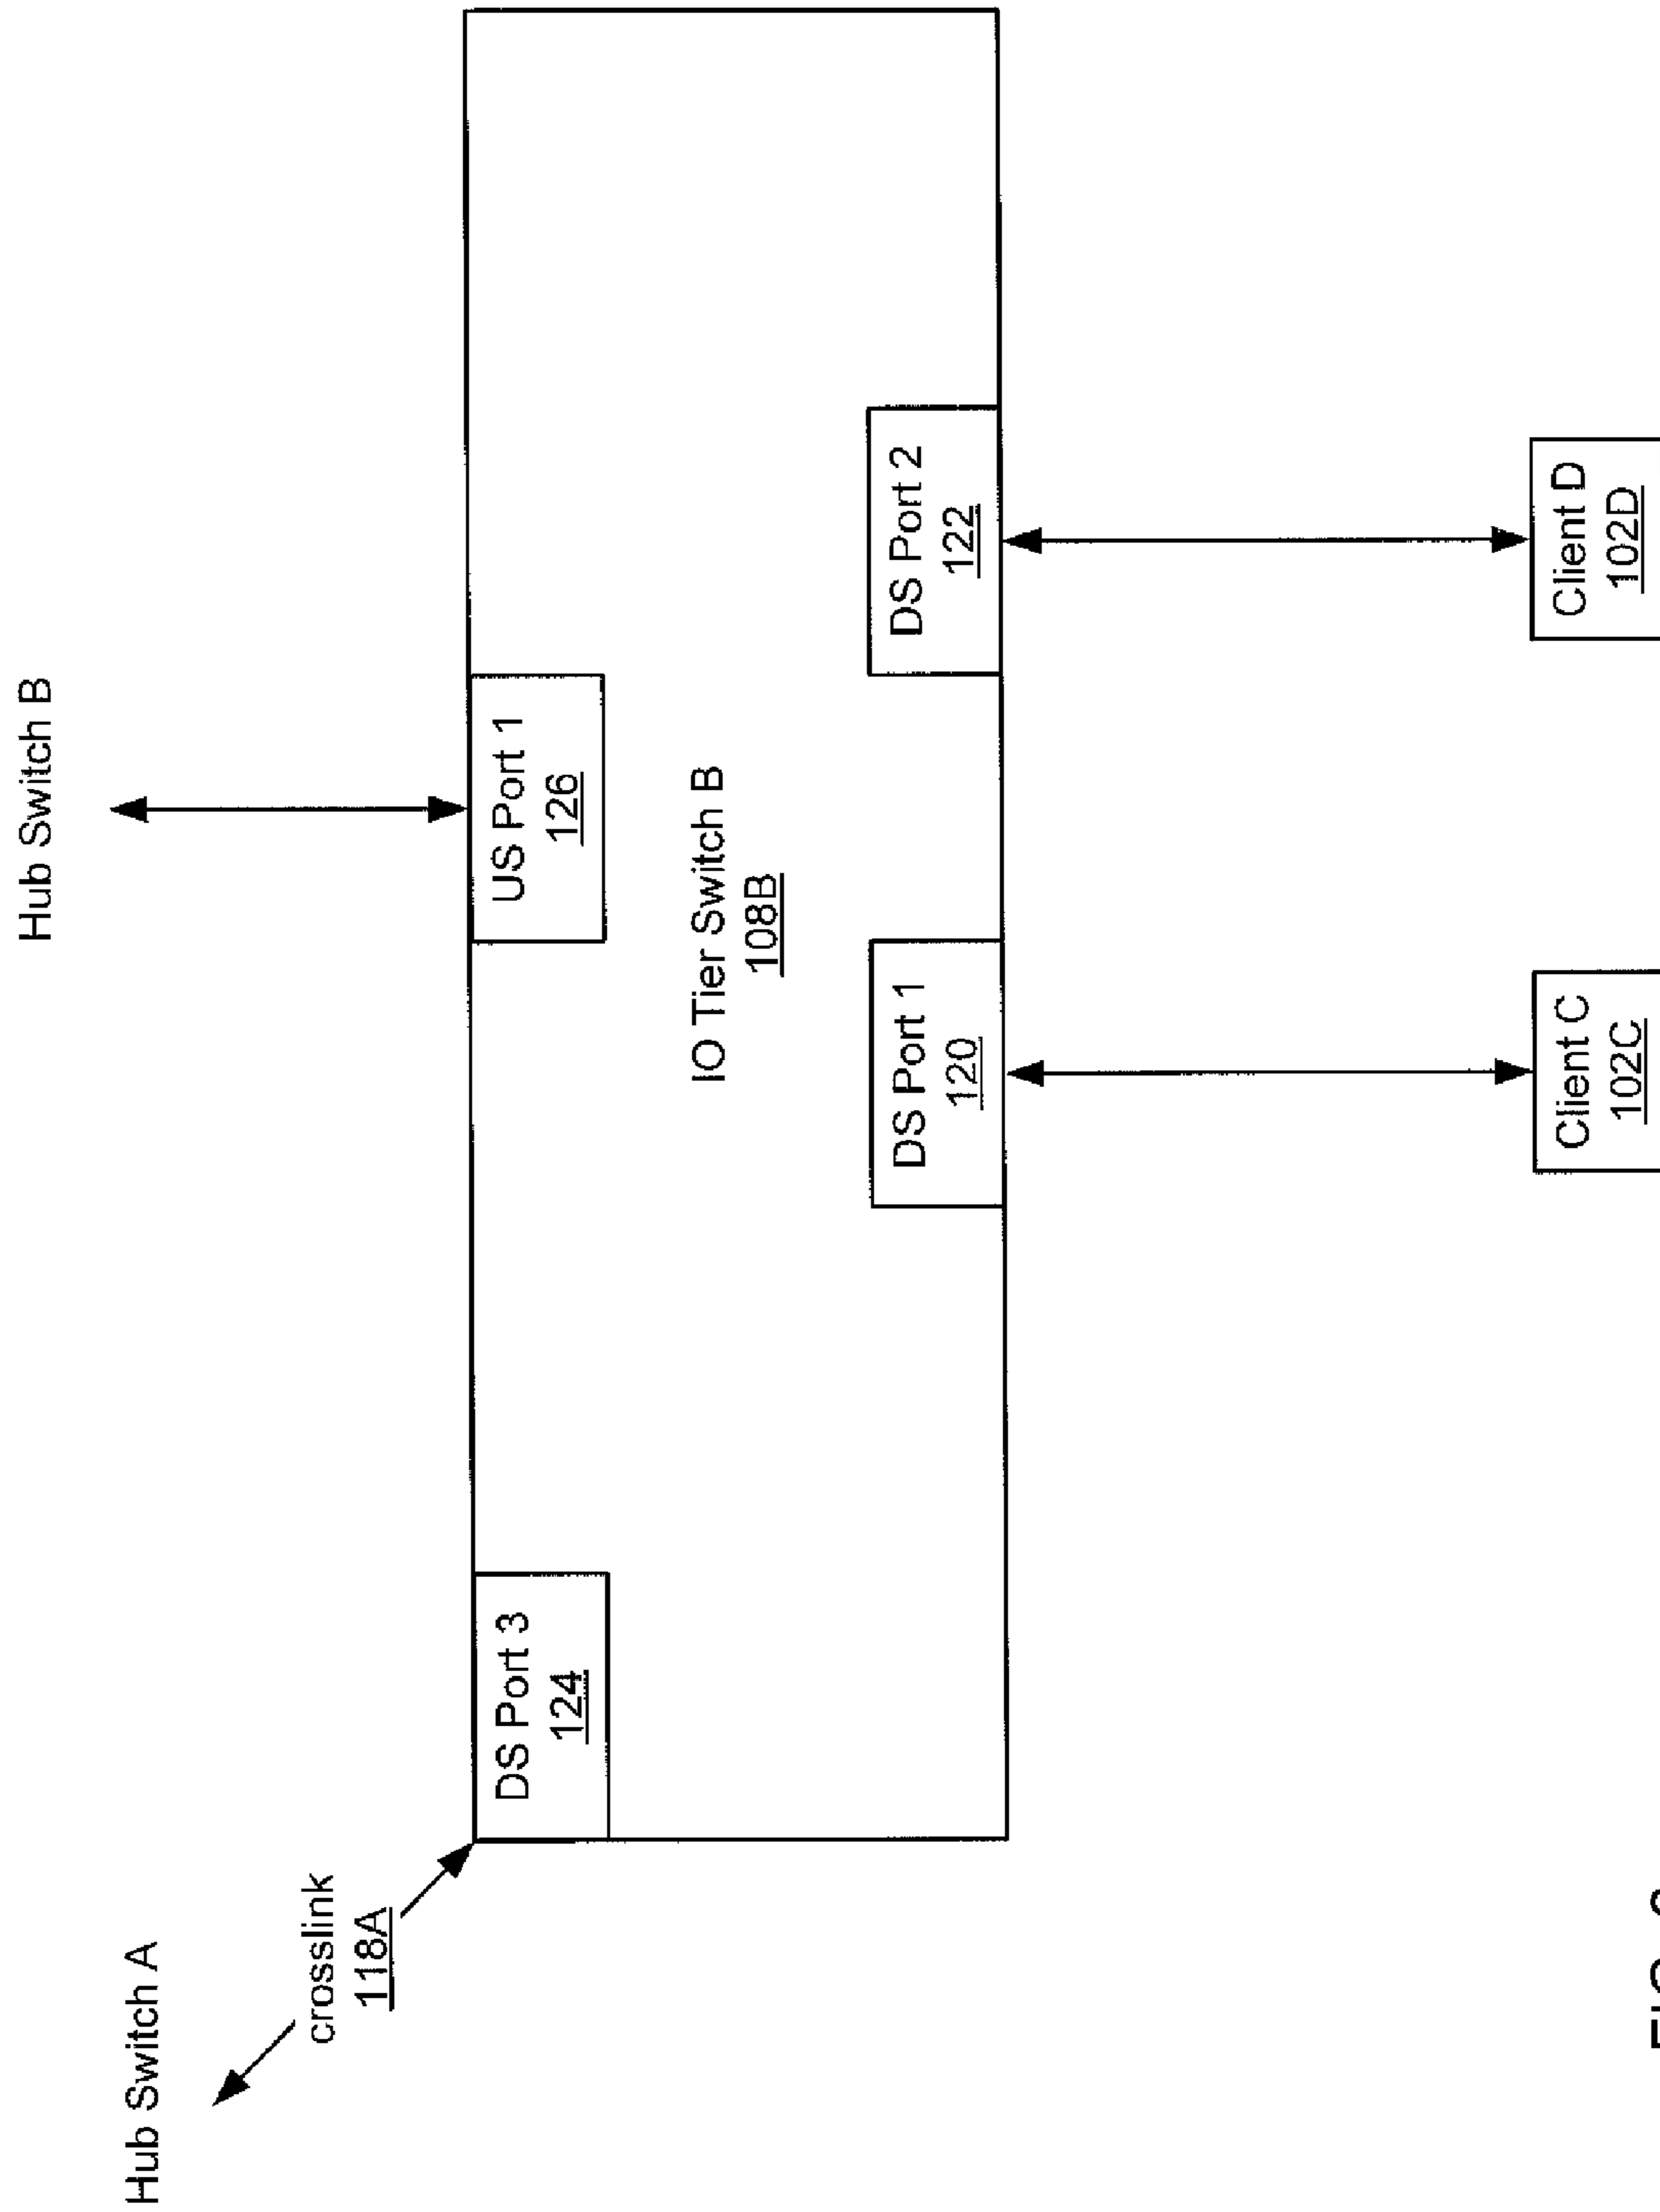 Hub Switch A
Hub Switch B
crosslink
118A
DS Port 3
124
US Port 1
126
IO Tier Switch B
108B
DS Port 1
120
DS Port 2
122
Client C
102C
Client D
102D